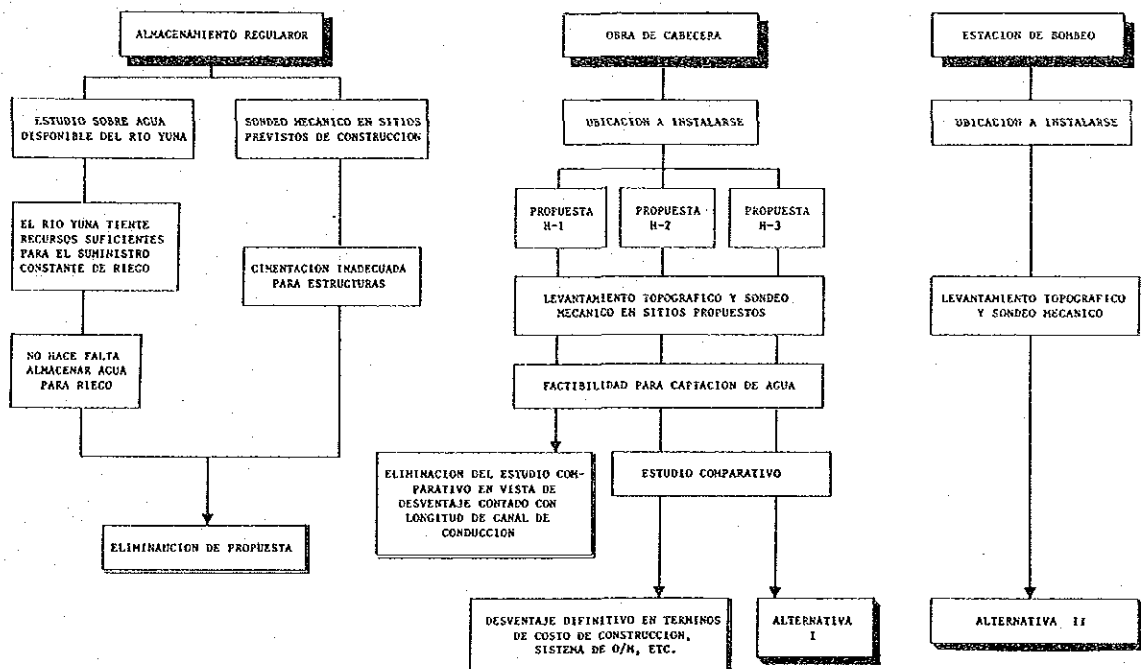 ALMACENAMIENTO REGULAROR
ESTUDIO SOBRE AGUA
DISPONIBLE DEL RIO YUNA
SONDEO MECANICO EN SITIOS
PREVISTOS DE CONSTRUCCION
EL RIO YUNA TIENTE
RECURSOS SUFICIENTES
PARA EL SUMINISTRO
CONSTANTE DE RIEGO
CIMENTACION INADECUADA
PARA ESTRUCTURAS
NO HACE FALTA
ALMACENAR AGUA
PARA RIEGO
ELIMINAUCION DE PROPUESTA
OBRA DE CABECERA
UBICACION A INSTALARSE
PROPUESTA
H-1
PROPUESTA
H-2
PROPUESTA
H-3
LEVANTAMIENTO TOPOGRAFICO Y SONDEO
MECANICO EN SITIOS PROPUESTOS
FACTIBILIDAD PARA CAPTACION DE AGUA
ELIMINACION DEL ESTUDIO COM-
PARATIVO EN VISTA DE
DESVENTAJE CONTADO CON
LONGITUD DE CANAL DE
CONDUCCION
ESTUDIO COMPARATIVO
DESVENTAJE DIFINITIVO EN TERMINOS
DE COSTO DE CONSTRUCCION,
SISTEMA DE O/M, ETC.
ALTERNATIVA
I
ESTACION DE BOMBEO
UBICACION A INSTALARSE
LEVANTAMIENTO TOPOGRAFICO
Y SONDEO MECANICO
ALTERNATIVA II